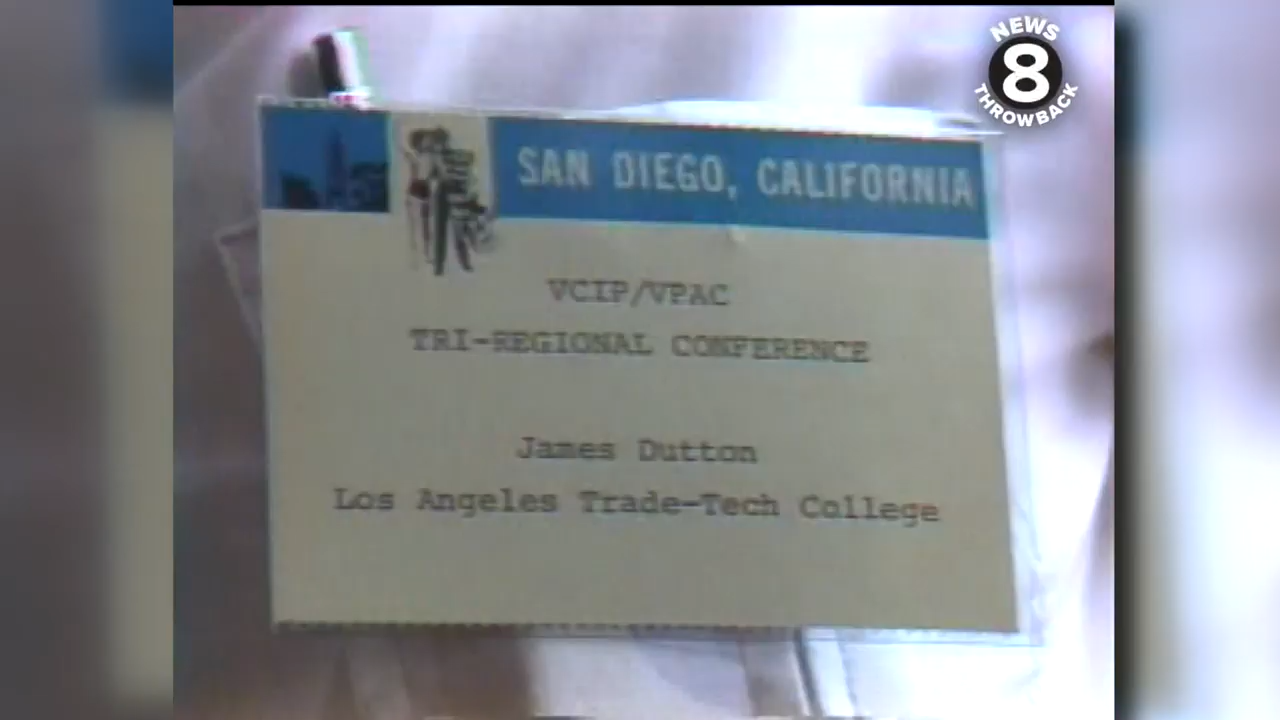 NEWS
8
THROWBACK
SAN DIEGO, CALIFORNIA
VCIP/VPAC
TRI-REGIONAL CONFERENCE
James Dutton
Los Angeles Trade-Tech College